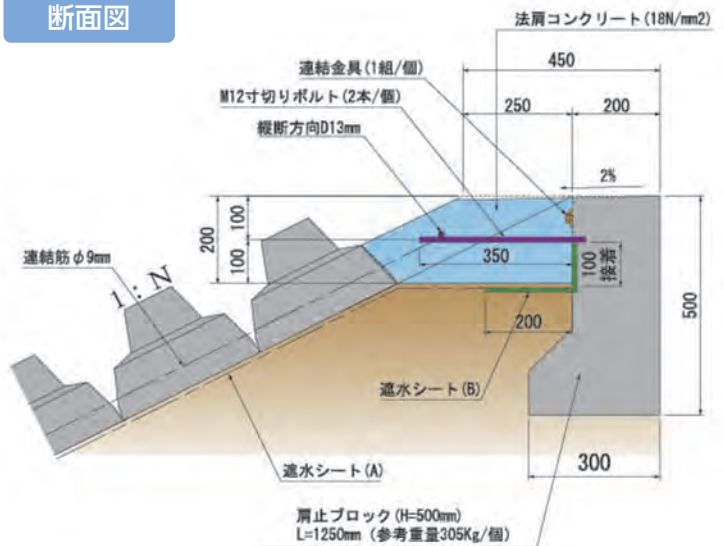 断面図
法肩コンクリート(18N/mm2)
450
連結金具(1組/個)
250
200
M12寸切りボルト(2本/個)
縦断方向D13mm
2%
200
100
100
350
100
接着
500
連結筋φ9mm
1:N
200
遮水シート(B)
遮水シート(A)
300
肩止ブロック(H=500mm)
L=1250mm (参考重量305Kg/個)